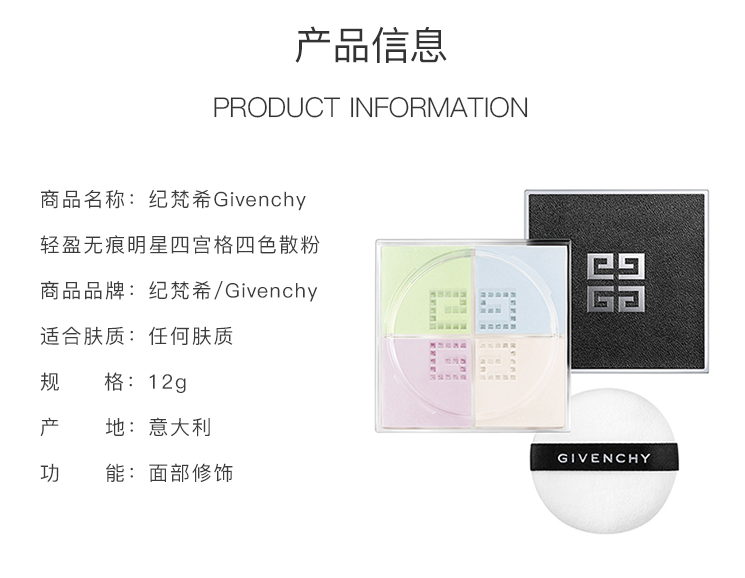 产品信息
PRODUCT INFORMATION
商品名称：纪梵希Givenchy
轻盈无痕明星四宫格四色散粉
商品品牌：纪梵希/Givenchy
适合肤质：任何肤质
规 格：12g
产 地：意大利
功 能：面部修饰
GIVENCHY